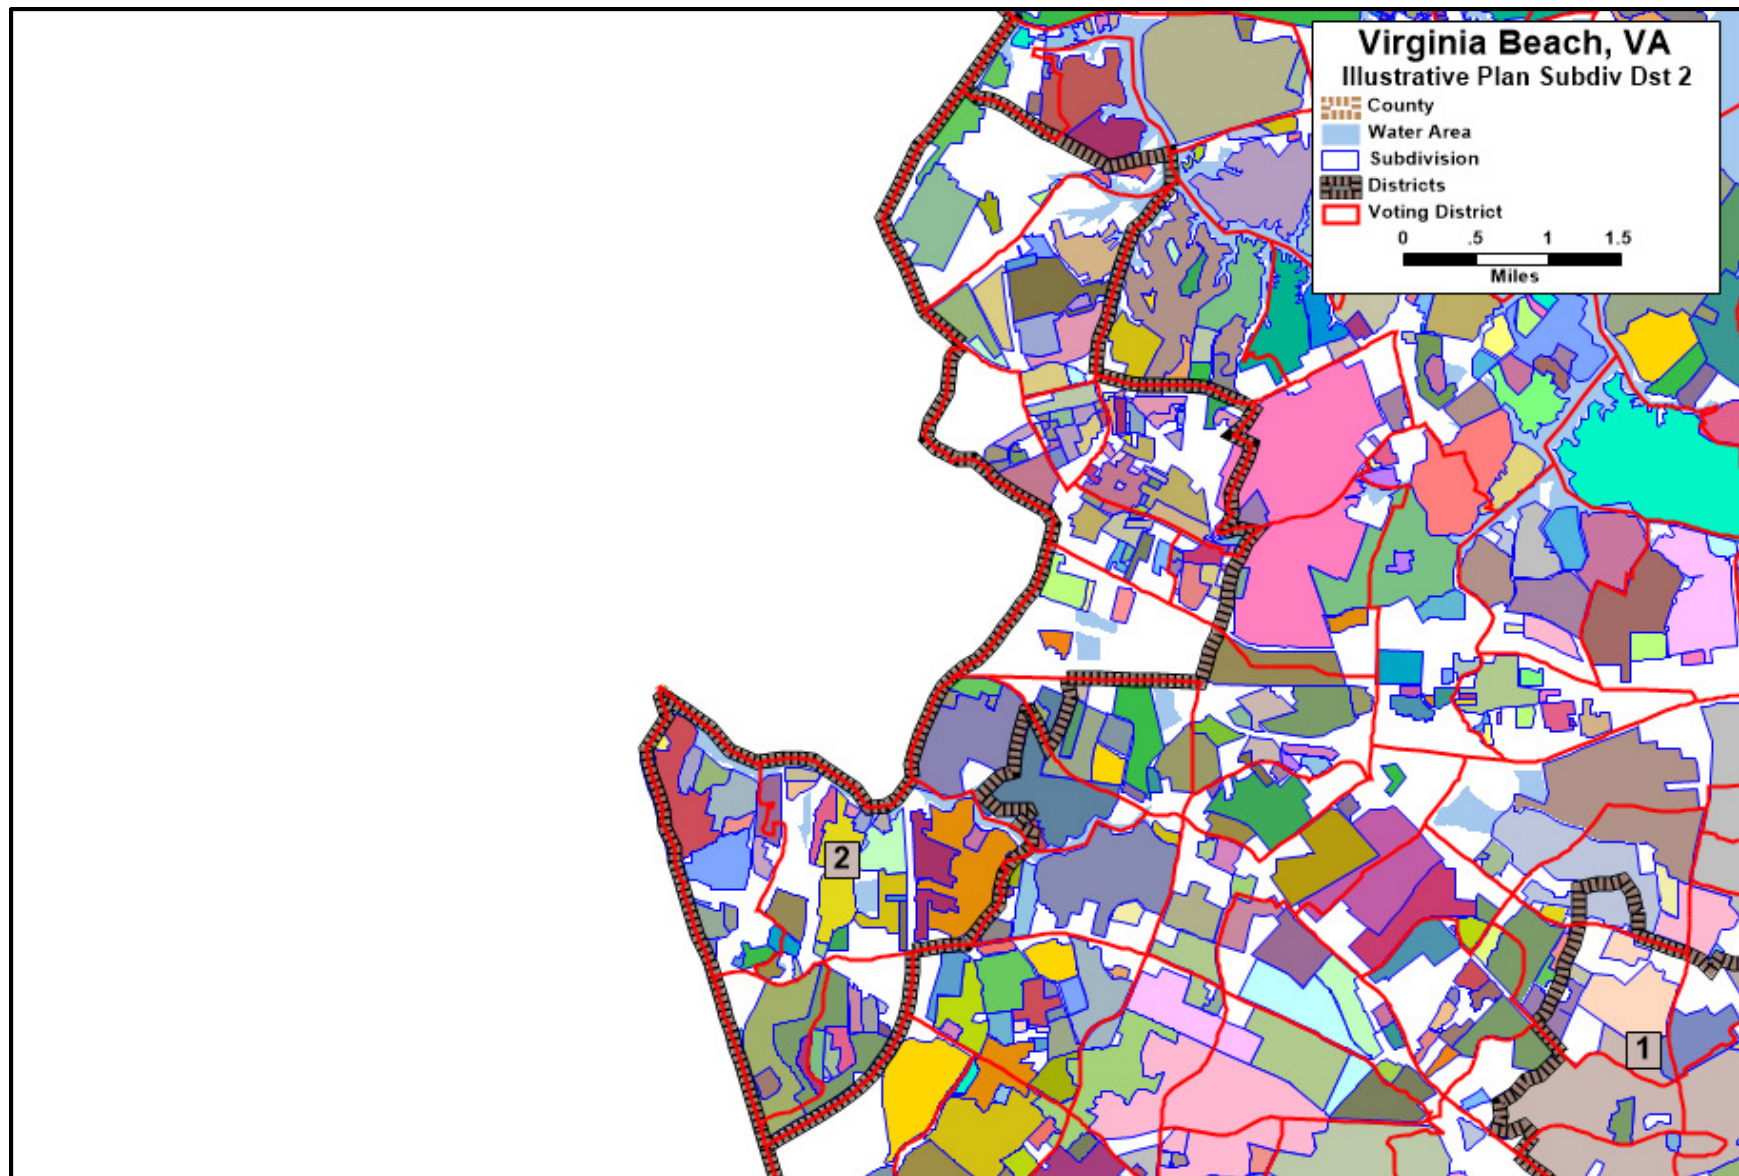 Virginia Beach, VA
Illustrative Plan Subdiv Dst 2
County
Water Area
Subdivision
Districts
Voting District
0 .5 1 1.5
Miles
2
1